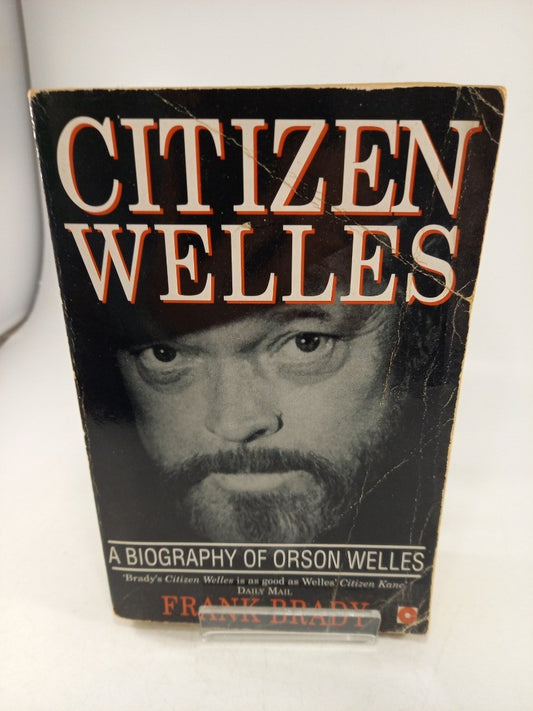 CITIZEN
WELLES
A BIOGRAPHY OF ORSON WELLES
'Brady's Citizen Welles is as good as Welles' Citizen Kane'
DAILY MAIL
FRANK BRADY